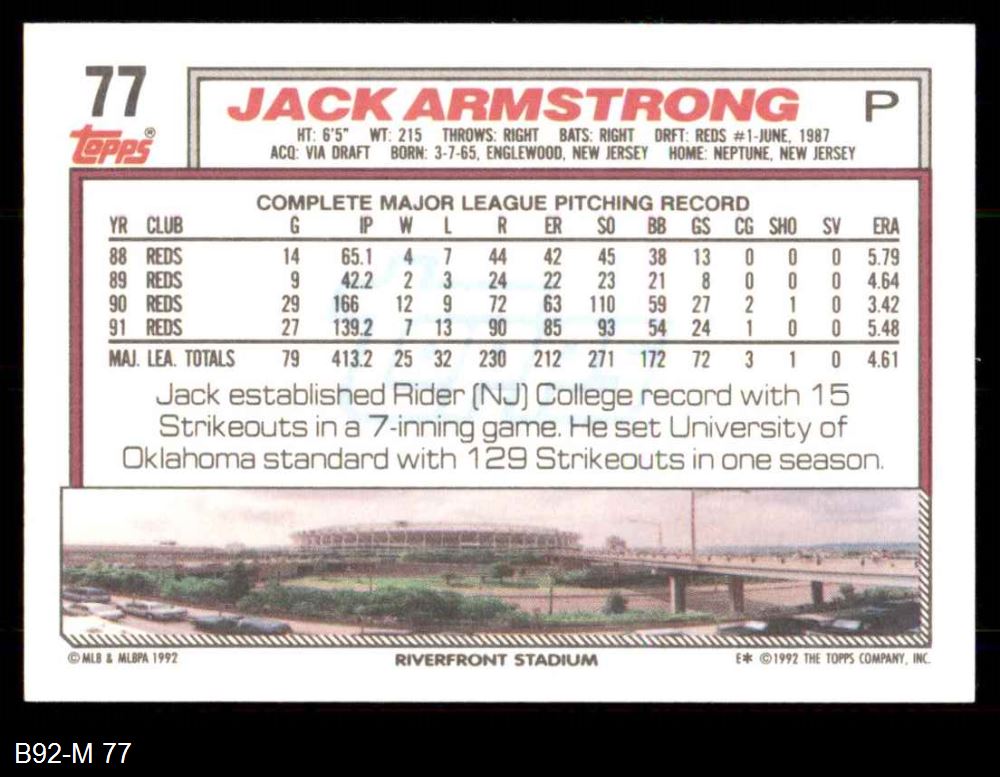 77
topps®
JACK ARMSTRONG P
HT: 6'5" WT: 215 THROWS: RIGHT BATS: RIGHT DRFT: REDS #1-JUNE, 1987
ACQ: VIA DRAFT BORN: 3-7-65, ENGLEWOOD, NEW JERSEY HOME: NEPTUNE, NEW JERSEY
COMPLETE MAJOR LEAGUE PITCHING RECORD
YR CLUB G IP W L R ER SO BB GS CG SHO SV ERA
88 REDS 14 65.1 4 7 44 42 45 38 13 0 0 0 5.79
89 REDS 9 42.2 2 3 24 22 23 21 8 0 0 0 4.64
90 REDS 29 166 12 9 72 63 110 59 27 2 1 0 3.42
91 REDS 27 139.2 7 13 90 85 93 54 24 1 0 0 5.48
MAJ. LEA. TOTALS 79 413.2 25 32 230 212 271 172 72 3 1 0 4.61
Jack established Rider (NJ) College record with 15
Strikeouts in a 7-inning game. He set University of
Oklahoma standard with 129 Strikeouts in one season.
© MLB & MLBPA 1992 RIVERFRONT STADIUM E* ©1992 THE TOPPS COMPANY, INC.
B92-M 77